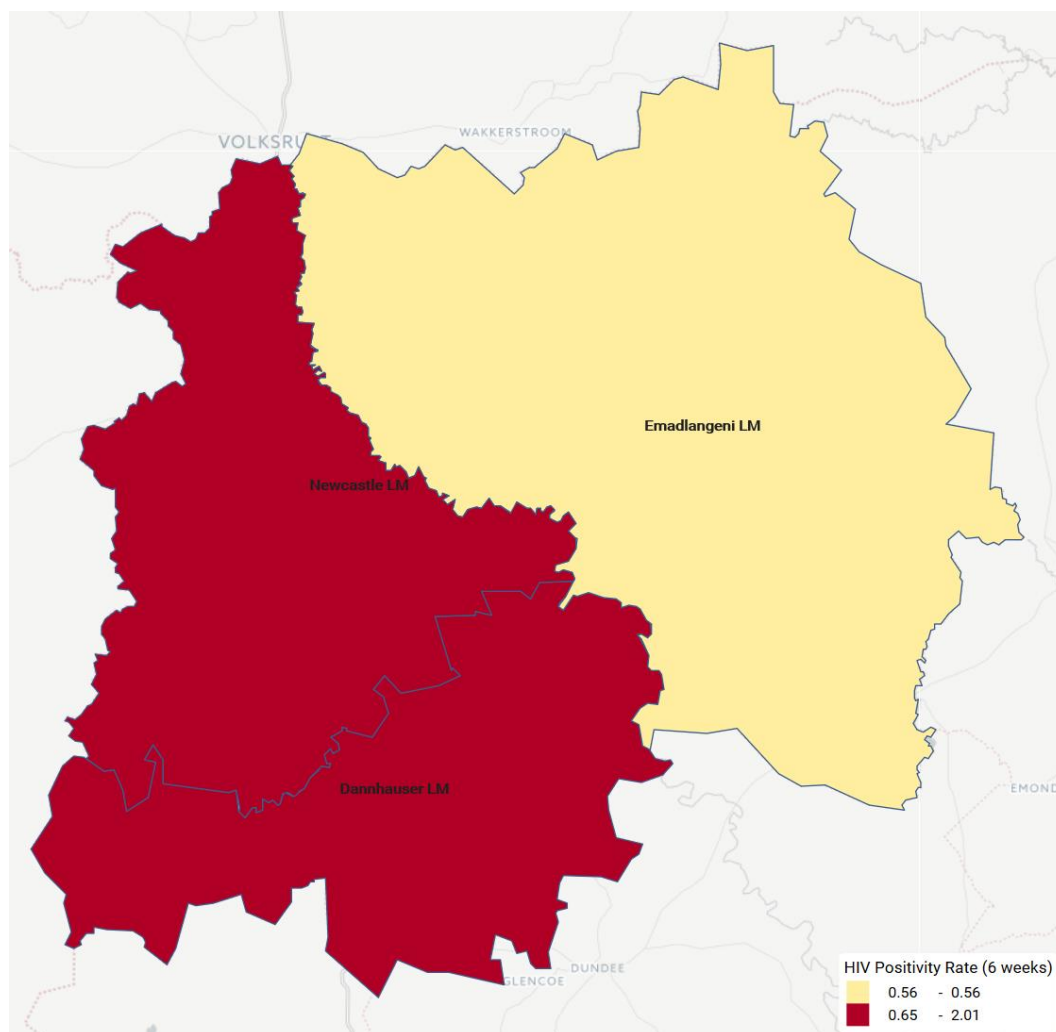 VOLKSRUST
WAKKERSTROOM
Emadlangeni LM
Newcastle LM
Dannhauser LM
EMOND
DUNDEE
GLENCOE
HIV Positivity Rate (6 weeks)
0.56 - 0.56
0.65 - 2.01